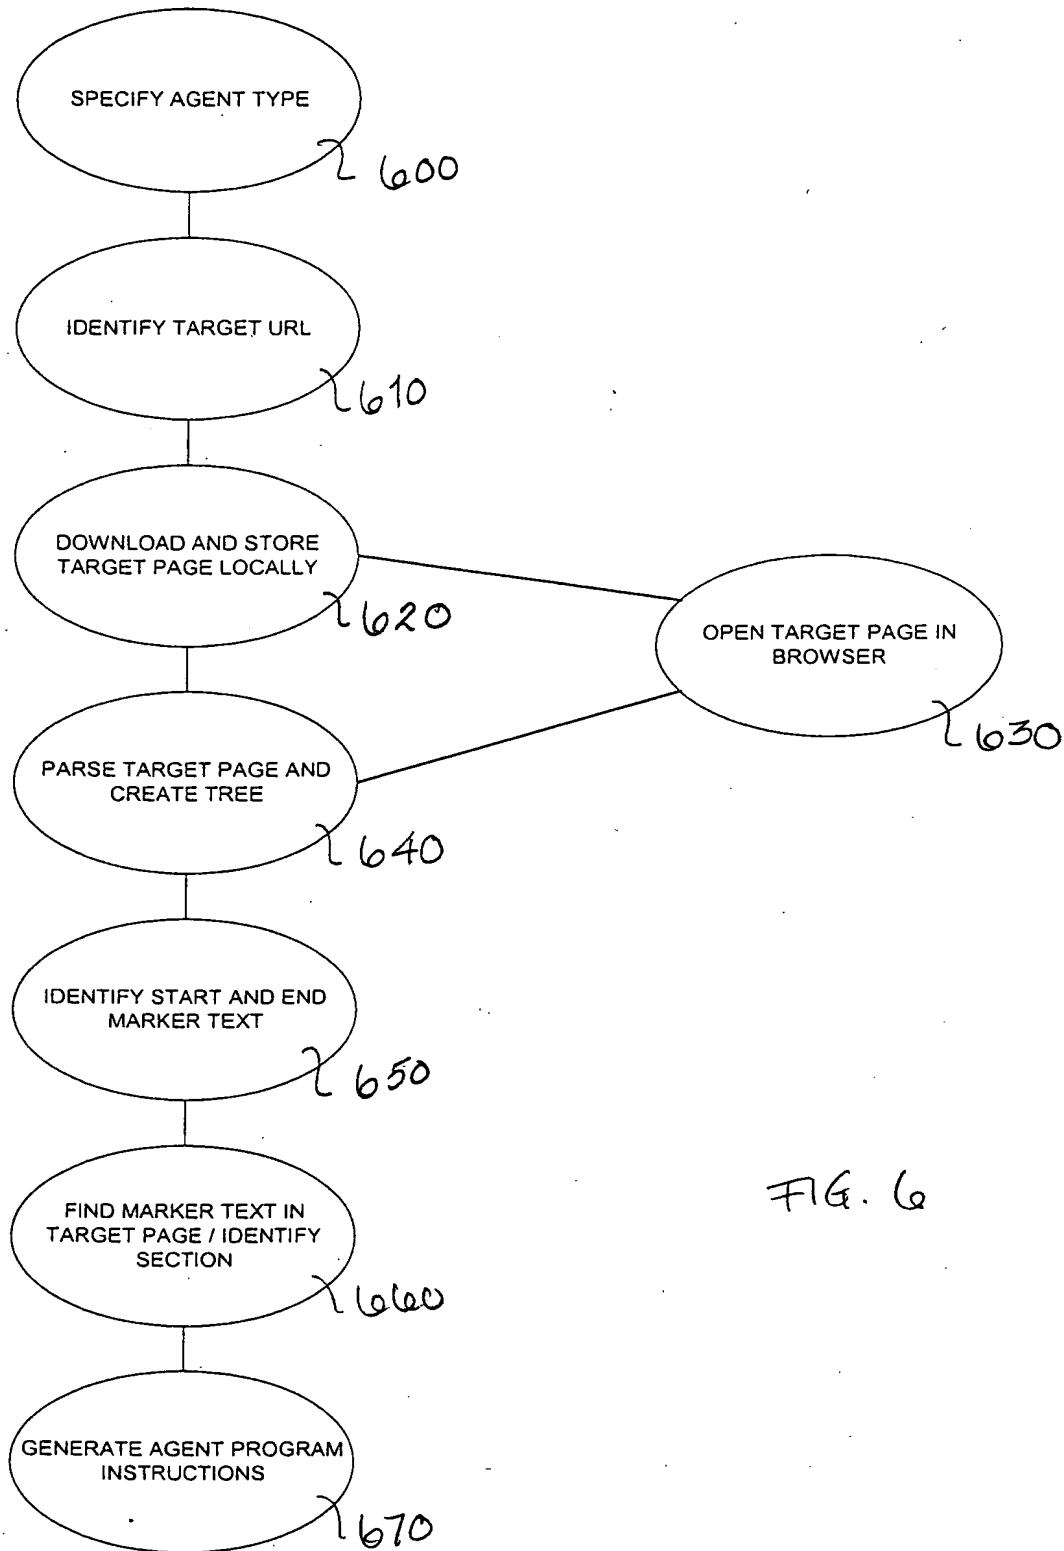 SPECIFY AGENT TYPE
600
IDENTIFY TARGET URL
610
DOWNLOAD AND STORE
TARGET PAGE LOCALLY
620
OPEN TARGET PAGE IN
BROWSER
630
PARSE TARGET PAGE AND
CREATE TREE
640
IDENTIFY START AND END
MARKER TEXT
650
FIND MARKER TEXT IN
TARGET PAGE / IDENTIFY
SECTION
660
FIG. 6
GENERATE AGENT PROGRAM
INSTRUCTIONS
670